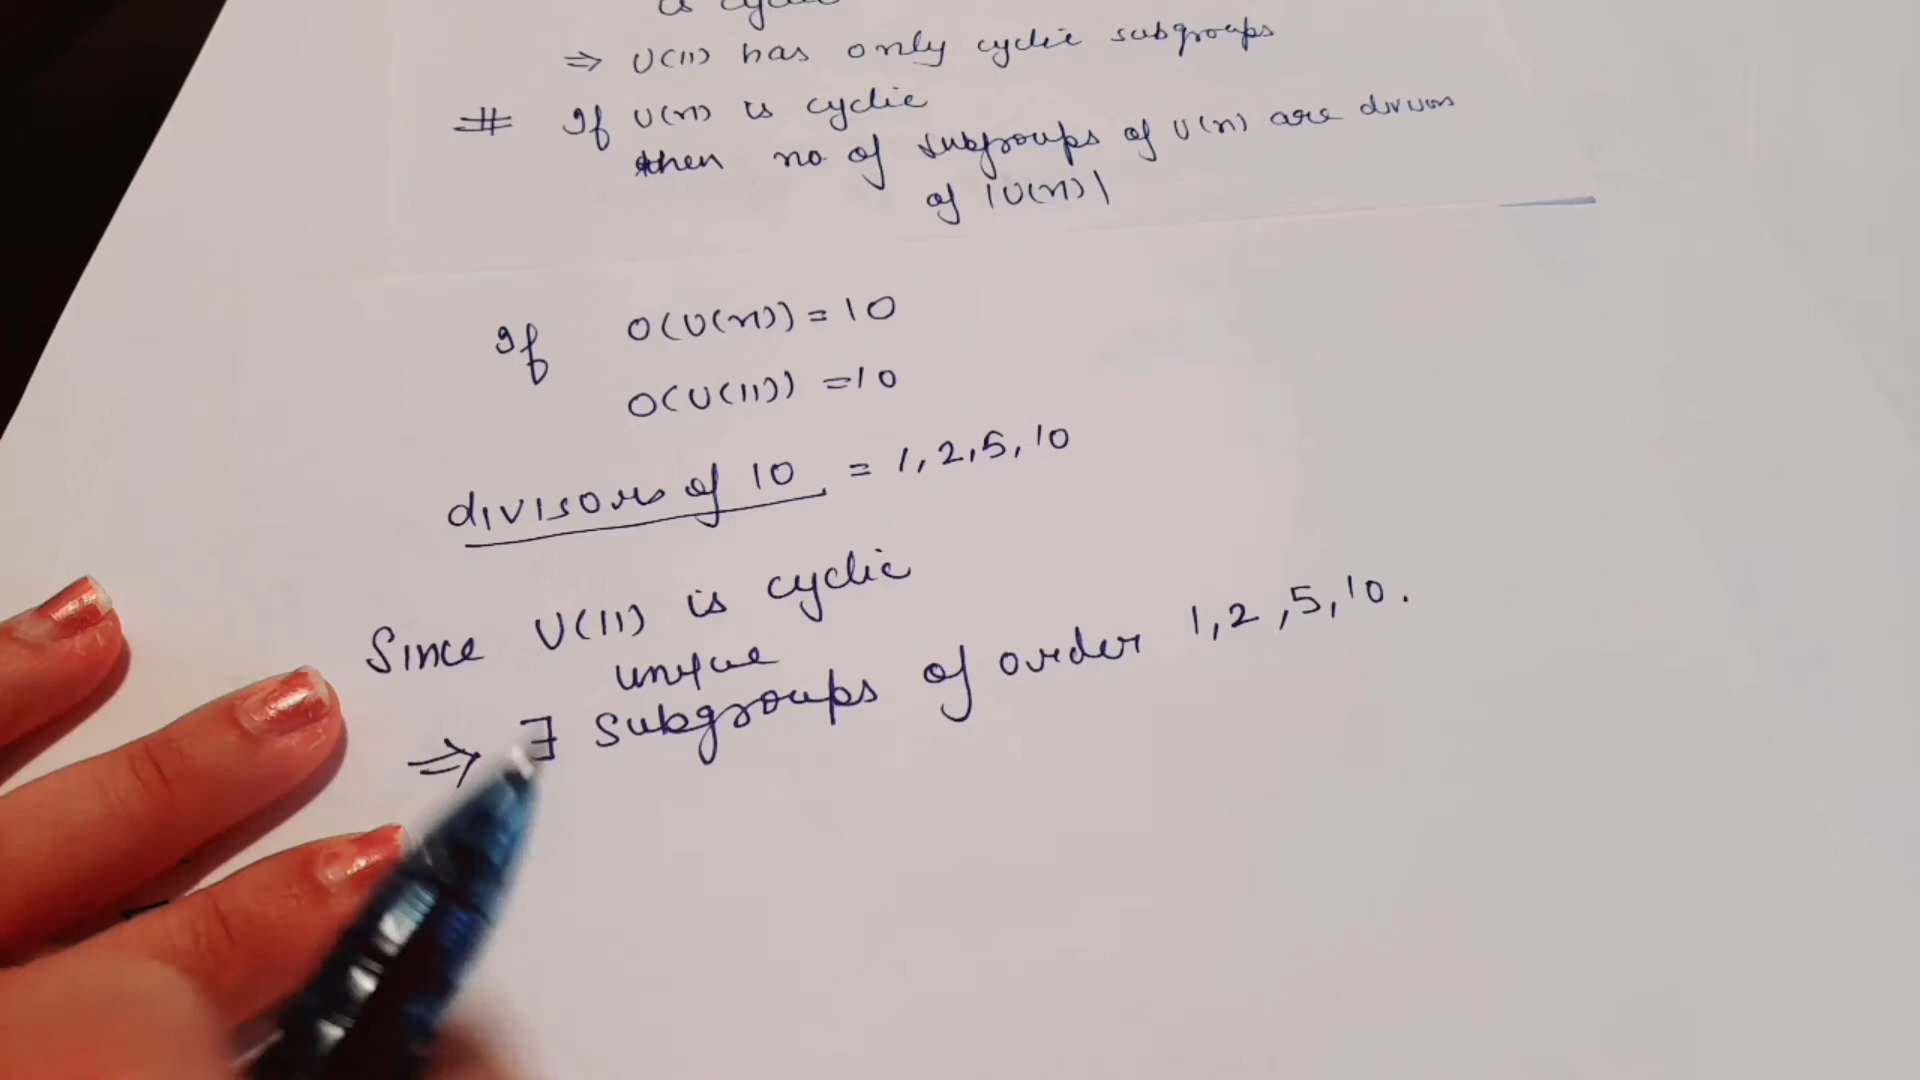 is cyclic
⇒ U(11) has only cyclic subgroups
# If U(n) is cyclic
then no of subgroups of U(n) are divisors
of |U(n)|
If O(U(n)) = 10
O(U(11)) = 10
divisors of 10 = 1, 2, 5, 10
Since U(11) is cyclic
unique
⇒ ∃ subgroups of order 1, 2, 5, 10.